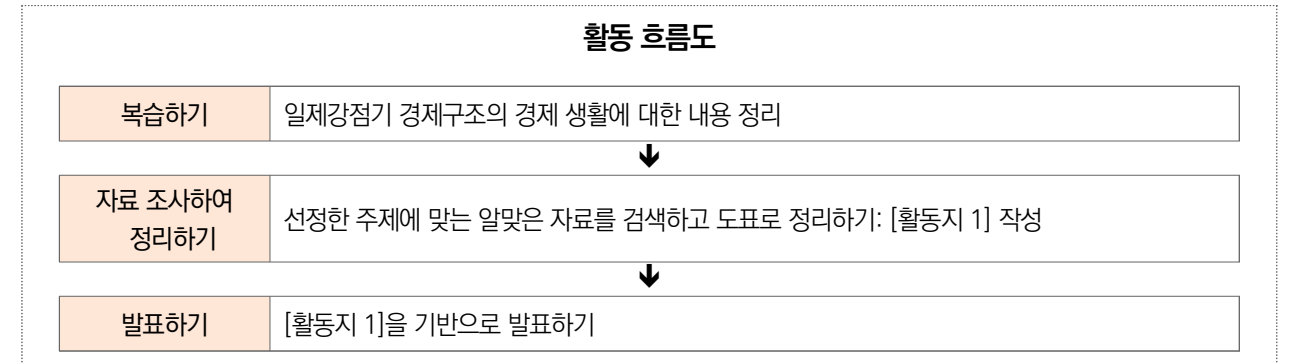 활동 흐름도
복습하기
일제강점기 경제구조의 경제 생활에 대한 내용 정리
자료 조사하여
정리하기
선정한 주제에 맞는 알맞은 자료를 검색하고 도표로 정리하기: [활동지 1] 작성
발표하기
[활동지 1]을 기반으로 발표하기